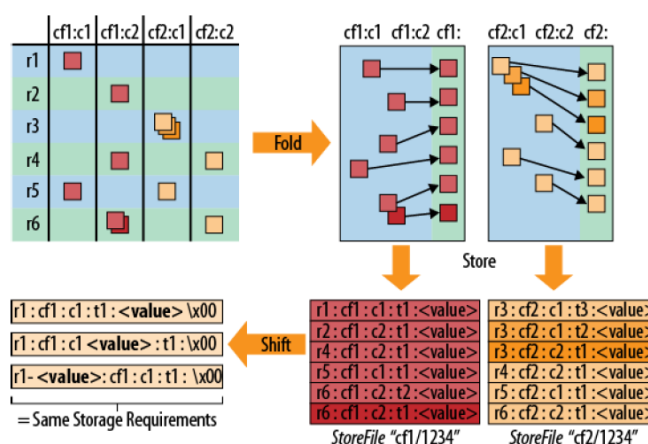 cf1:c1 cf1:c2 cf2:c1 cf2:c2
r1
r2
r3
r4
r5
r6
Fold
cf1:c1 cf1:c2 cf1:
cf2:c1 cf2:c2 cf2:
Store
r1 : cf1 : c1 : t1 : <value>
r2 : cf1 : c2 : t1 : <value>
r4 : cf1 : c2 : t1 : <value>
r5 : cf1 : c1 : t1 : <value>
r6 : cf1 : c2 : t2 : <value>
r6 : cf1 : c2 : t1 : <value>
StoreFile "cf1/1234"
r3 : cf2 : c1 : t3 : <value>
r3 : cf2 : c1 : t2 : <value>
r3 : cf2 : c2 : t1 : <value>
r4 : cf2 : c2 : t1 : <value>
r5 : cf2 : c1 : t1 : <value>
r6 : cf2 : c2 : t1 : <value>
StoreFile "cf2/1234"
Shift
r1 : cf1 : c1 : t1 : <value> \x00
r1 : cf1 : c1 <value> : t1 : \x00
r1- <value> : cf1 : c1 : t1 : \x00
= Same Storage Requirements